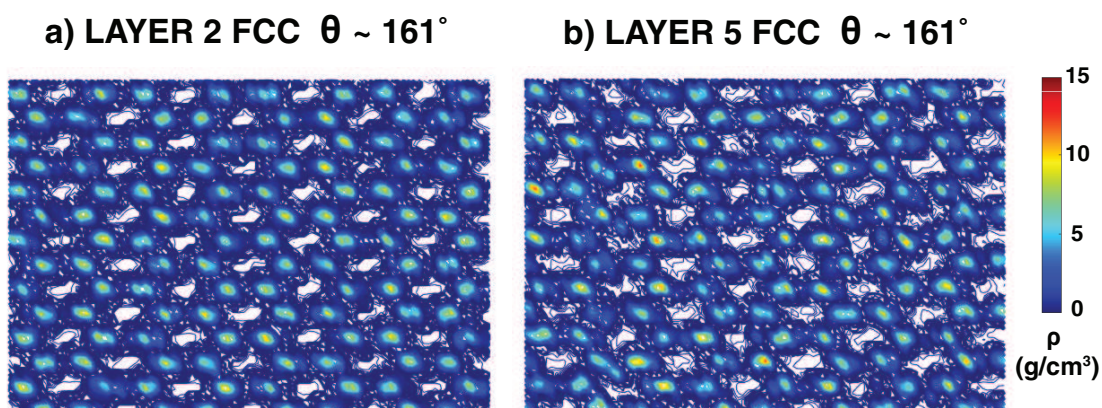 a) LAYER 2 FCC θ ~ 161°
b) LAYER 5 FCC θ ~ 161°
15
10
5
0
ρ
(g/cm³)